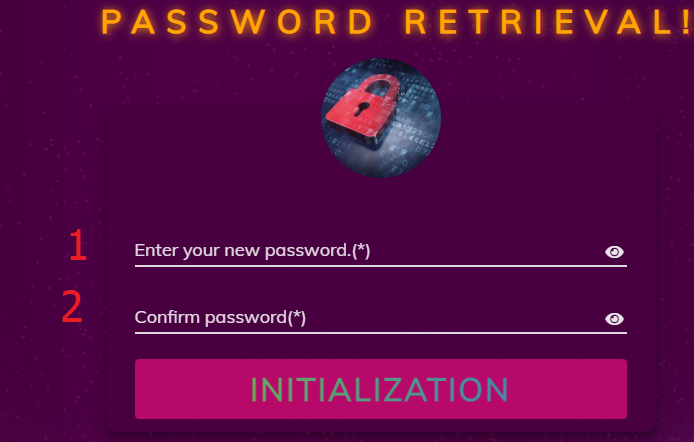 PASSWORD RETRIEVAL!
1 Enter your new password.(*)
2 Confirm password(*)
INITIALIZATION